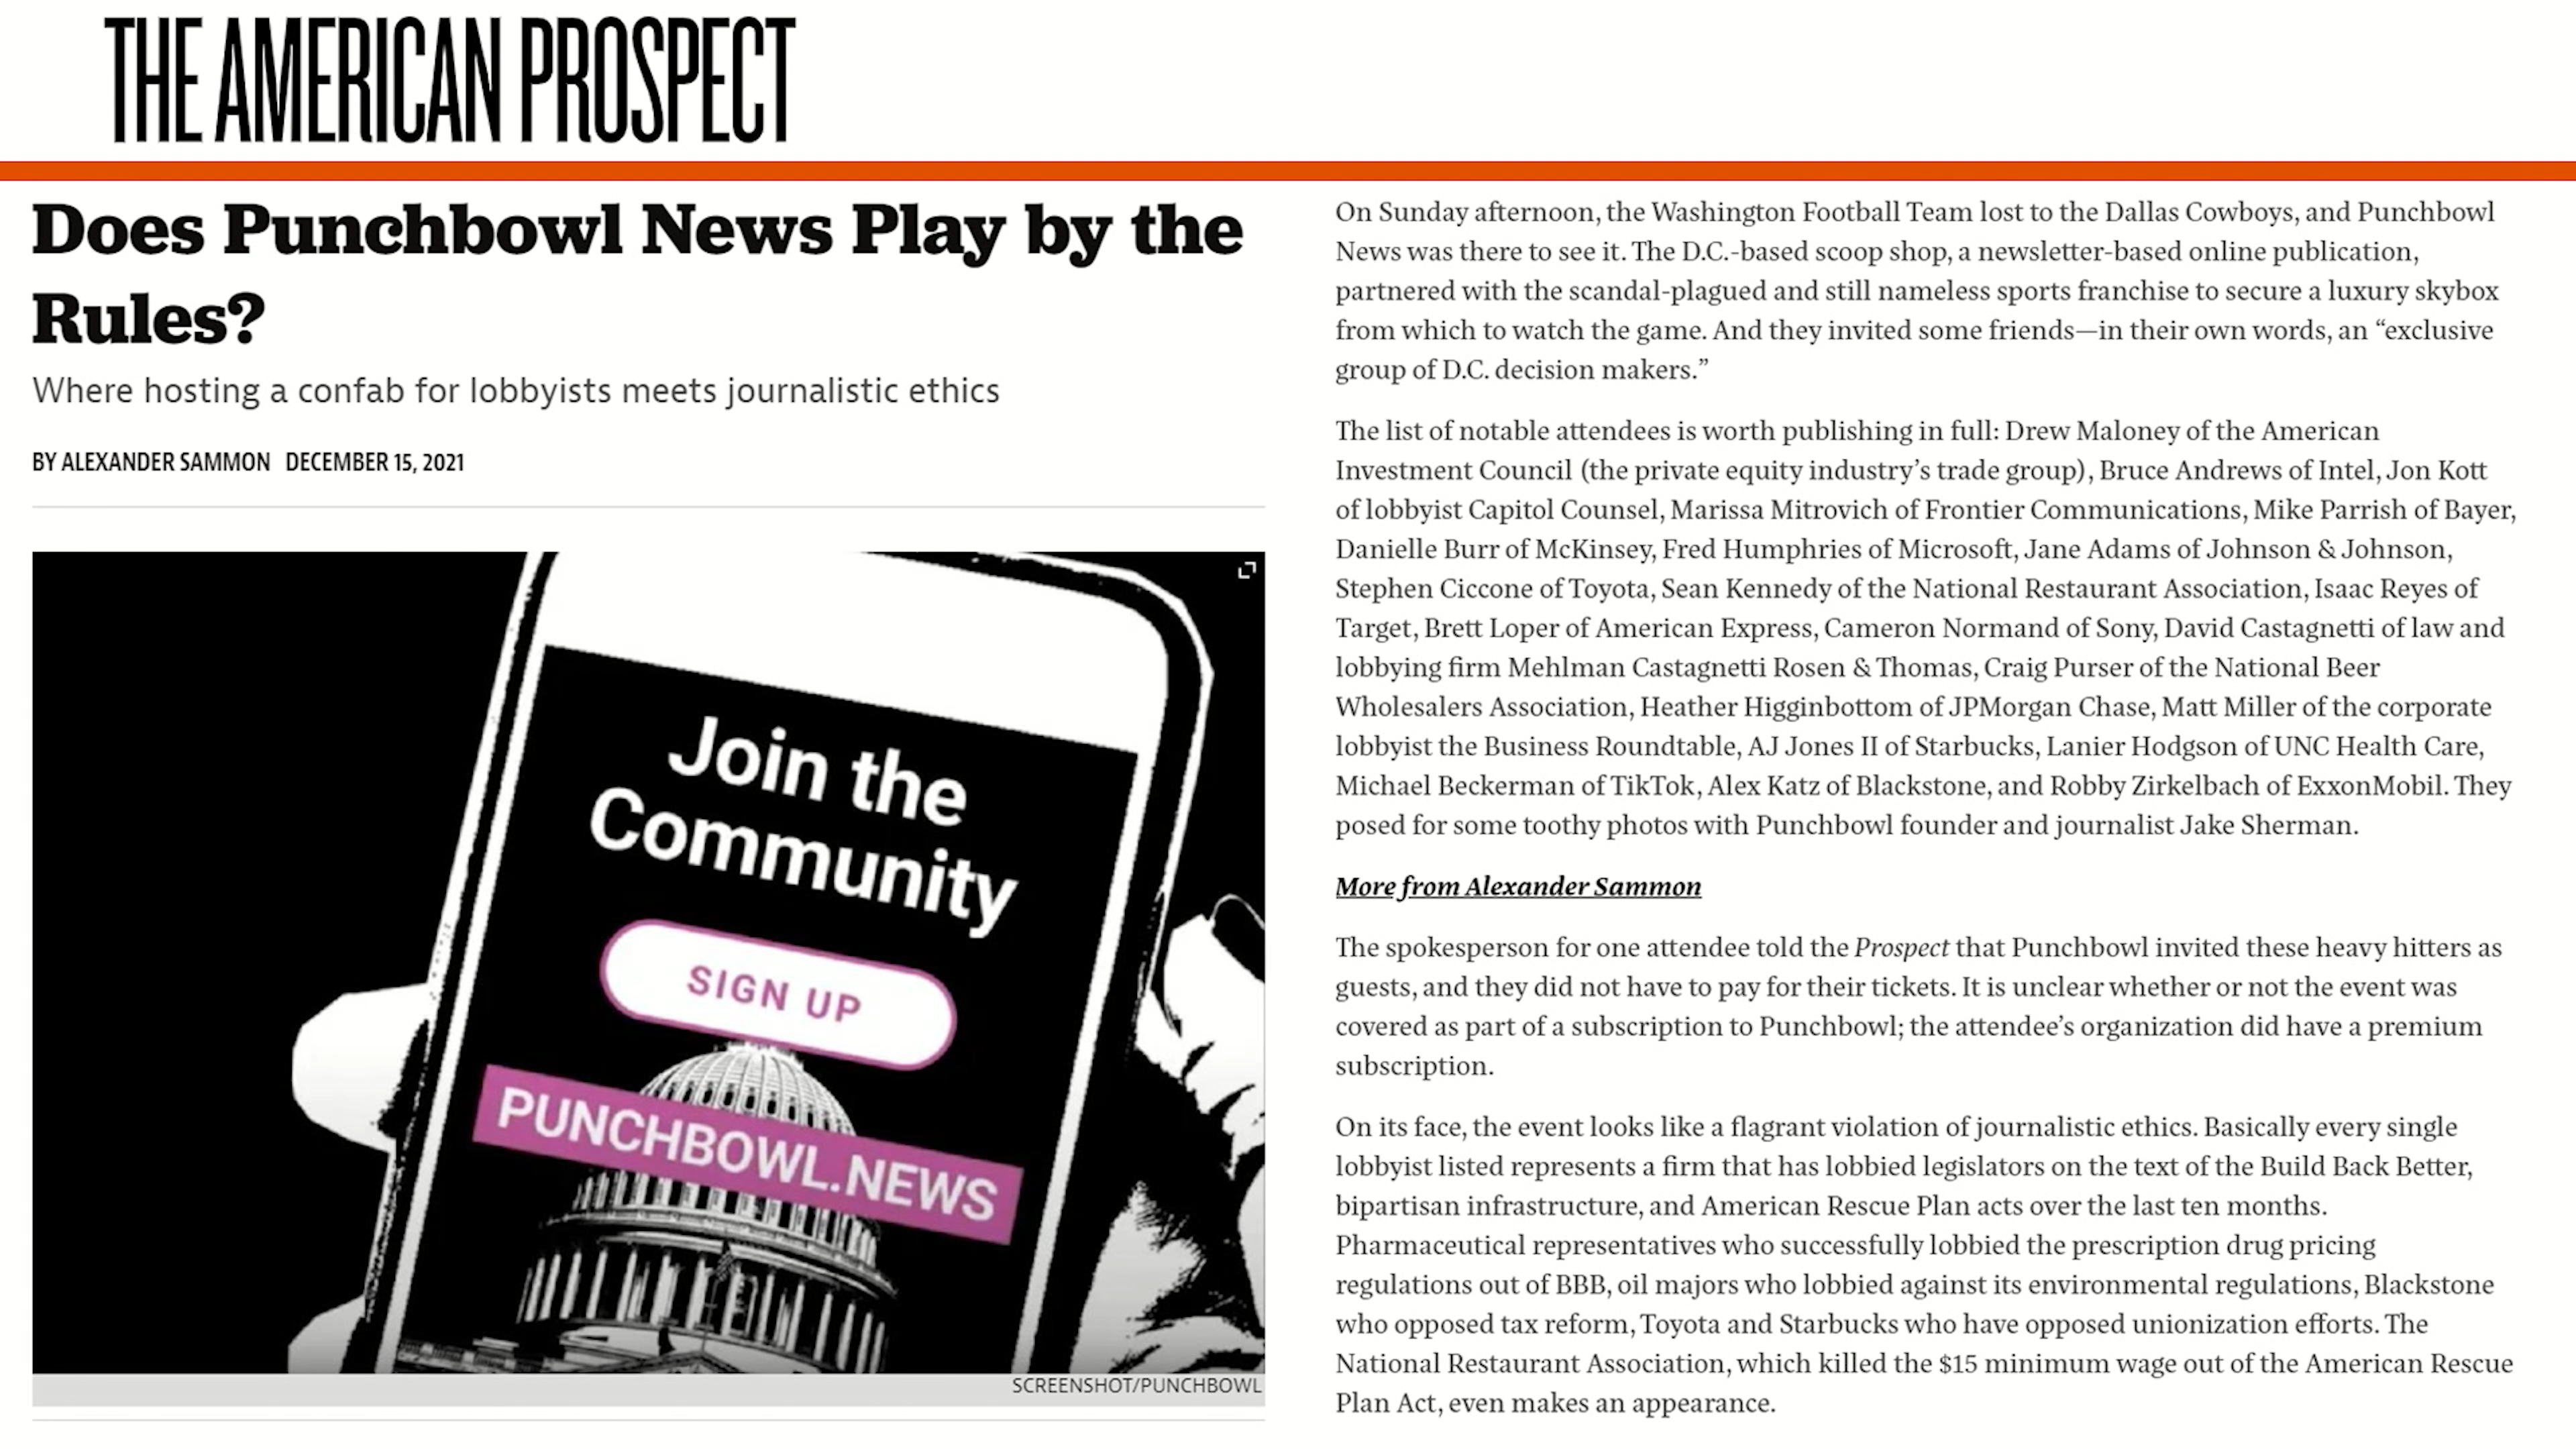 THE AMERICAN PROSPECT
Does Punchbowl News Play by the
Rules?
Where hosting a confab for lobbyists meets journalistic ethics
BY ALEXANDER SAMMON DECEMBER 15, 2021
Join the
Community
SIGN UP
PUNCHBOWL.NEWS
SCREENSHOT/PUNCHBOWL
On Sunday afternoon, the Washington Football Team lost to the Dallas Cowboys, and Punchbowl
News was there to see it. The D.C.-based scoop shop, a newsletter-based online publication,
partnered with the scandal-plagued and still nameless sports franchise to secure a luxury skybox
from which to watch the game. And they invited some friends—in their own words, an “exclusive
group of D.C. decision makers.”
The list of notable attendees is worth publishing in full: Drew Maloney of the American
Investment Council (the private equity industry’s trade group), Bruce Andrews of Intel, Jon Kott
of lobbyist Capitol Counsel, Marissa Mitrovich of Frontier Communications, Mike Parrish of Bayer,
Danielle Burr of McKinsey, Fred Humphries of Microsoft, Jane Adams of Johnson & Johnson,
Stephen Ciccone of Toyota, Sean Kennedy of the National Restaurant Association, Isaac Reyes of
Target, Brett Loper of American Express, Cameron Normand of Sony, David Castagnetti of law and
lobbying firm Mehlman Castagnetti Rosen & Thomas, Craig Purser of the National Beer
Wholesalers Association, Heather Higginbottom of JPMorgan Chase, Matt Miller of the corporate
lobbyist the Business Roundtable, AJ Jones II of Starbucks, Lanier Hodgson of UNC Health Care,
Michael Beckerman of TikTok, Alex Katz of Blackstone, and Robby Zirkelbach of ExxonMobil. They
posed for some toothy photos with Punchbowl founder and journalist Jake Sherman.
More from Alexander Sammon
The spokesperson for one attendee told the Prospect that Punchbowl invited these heavy hitters as
guests, and they did not have to pay for their tickets. It is unclear whether or not the event was
covered as part of a subscription to Punchbowl; the attendee’s organization did have a premium
subscription.
On its face, the event looks like a flagrant violation of journalistic ethics. Basically every single
lobbyist listed represents a firm that has lobbied legislators on the text of the Build Back Better,
bipartisan infrastructure, and American Rescue Plan acts over the last ten months.
Pharmaceutical representatives who successfully lobbied the prescription drug pricing
regulations out of BBB, oil majors who lobbied against its environmental regulations, Blackstone
who opposed tax reform, Toyota and Starbucks who have opposed unionization efforts. The
National Restaurant Association, which killed the $15 minimum wage out of the American Rescue
Plan Act, even makes an appearance.